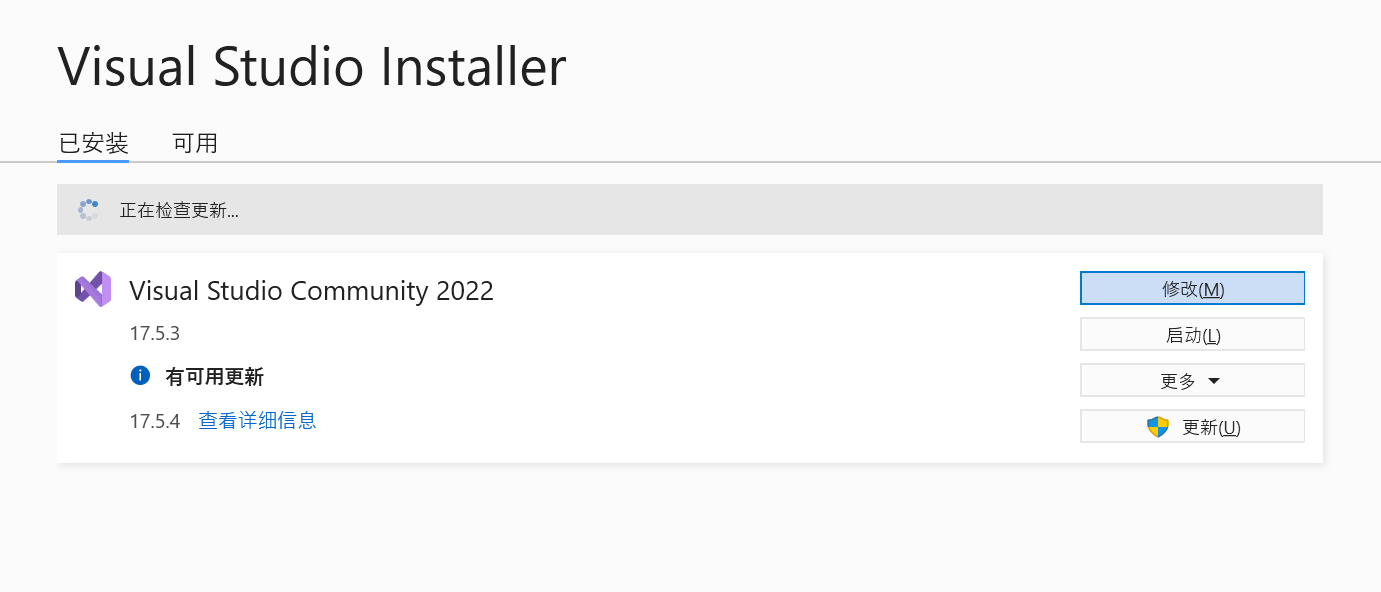 Visual Studio Installer
已安装 可用
正在检查更新...
Visual Studio Community 2022
修改(M)
17.5.3
启动(L)
有可用更新
更多
17.5.4 查看详细信息
更新(U)